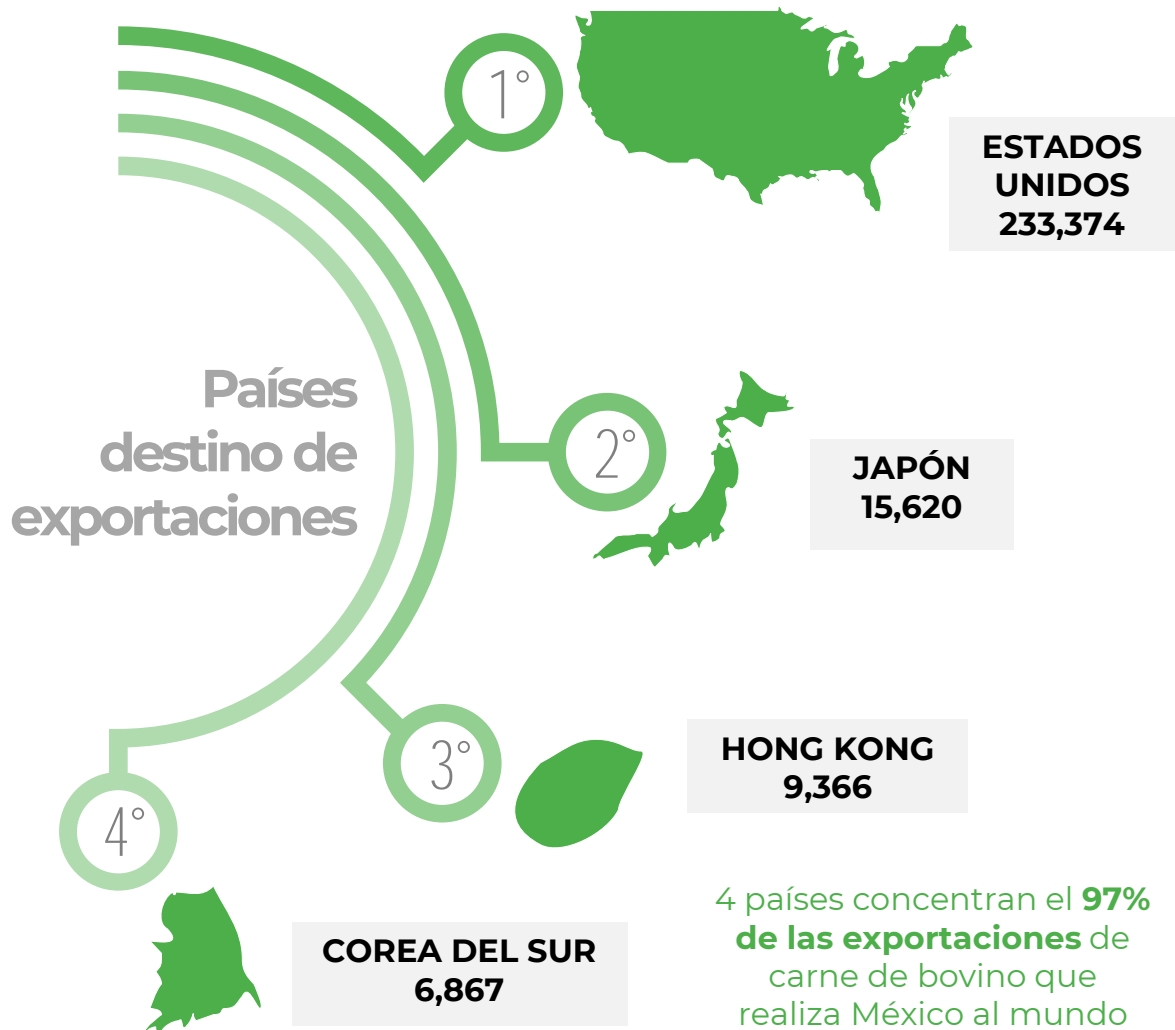 Países
destino de
exportaciones
1°
ESTADOS
UNIDOS
233,374
2°
JAPÓN
15,620
3°
HONG KONG
9,366
4°
COREA DEL SUR
6,867
4 países concentran el 97%
de las exportaciones de
carne de bovino que
realiza México al mundo